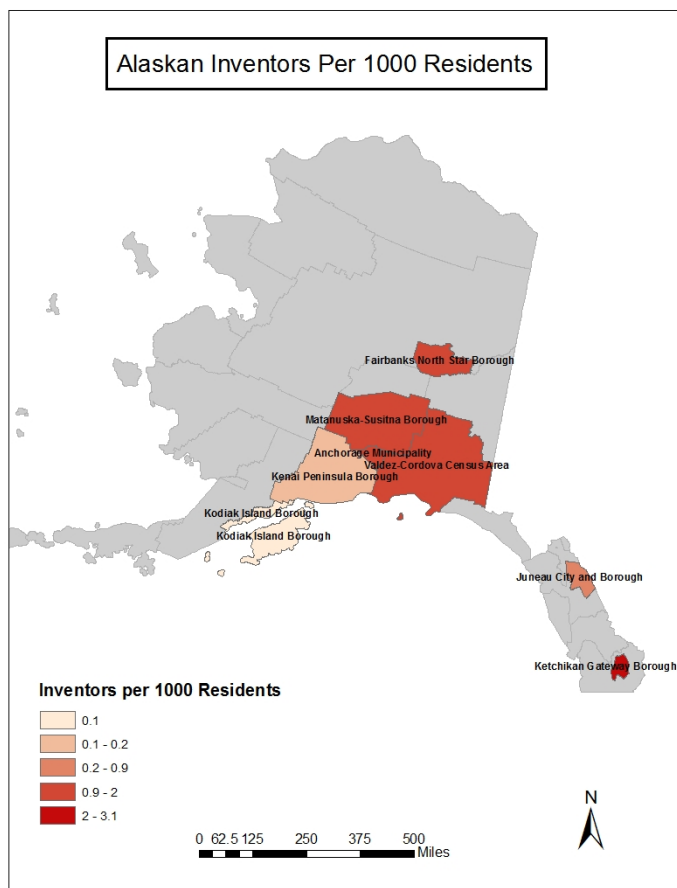 Alaskan Inventors Per 1000 Residents
Fairbanks North Star Borough
Matanuska-Susitna Borough
Anchorage Municipality
Valdez-Cordova Census Area
Kenai Peninsula Borough
Kodiak Island Borough
Kodiak Island Borough
Juneau City and Borough
Ketchikan Gateway Borough
Inventors per 1000 Residents
0.1
0.1 - 0.2
0.2 - 0.9
0.9 - 2
2 - 3.1
N
0 62.5 125 250 375 500
Miles